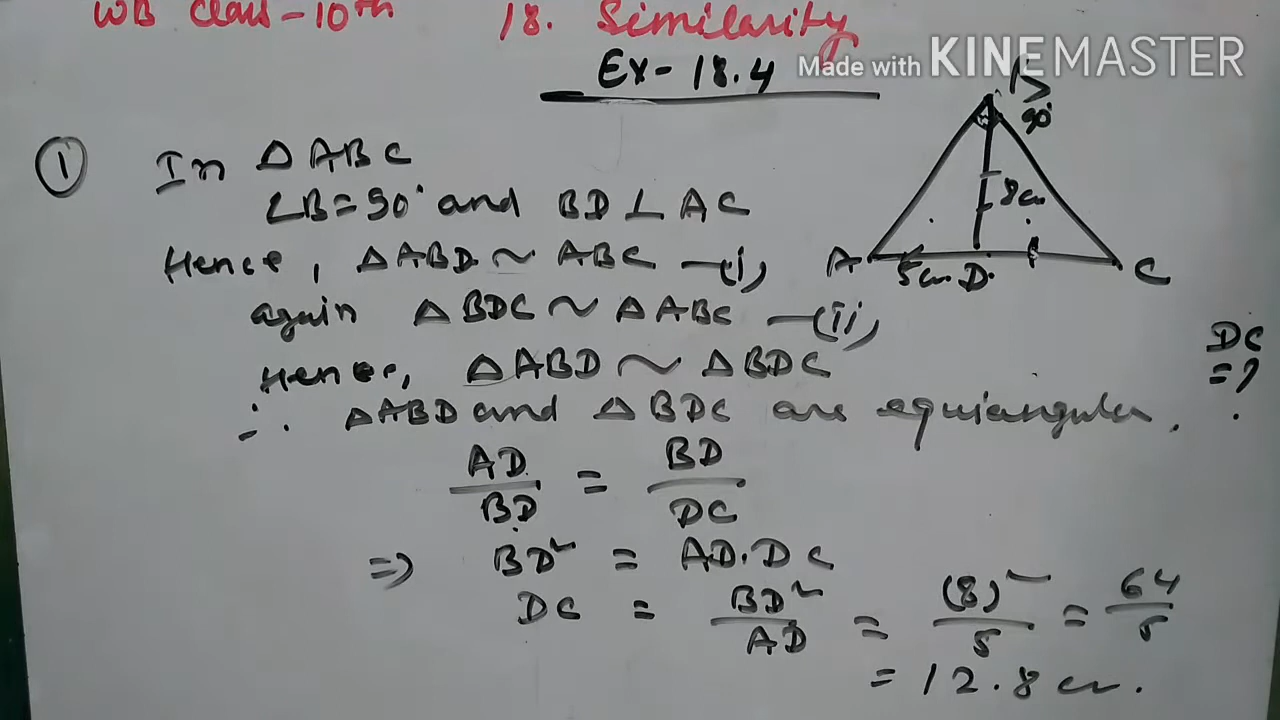 WB Class-10th 18. Similarity
Made with KINEMASTER
Ex-18.4
B
90°
① In △ABC
∠B=90° and BD⊥AC
8cm
Hence, △ABD ~ ABC —(i)
A 5cm D C
again △BDC ~ △ABC —(ii)
DC
=?
Hence, △ABD ~ △BDC
∴ △ABD and △BDC are equiangular.
AD/BD = BD/DC
⇒ BD² = AD.DC
DC = BD²/AD = (8)²/5 = 64/5
= 12.8 cm.